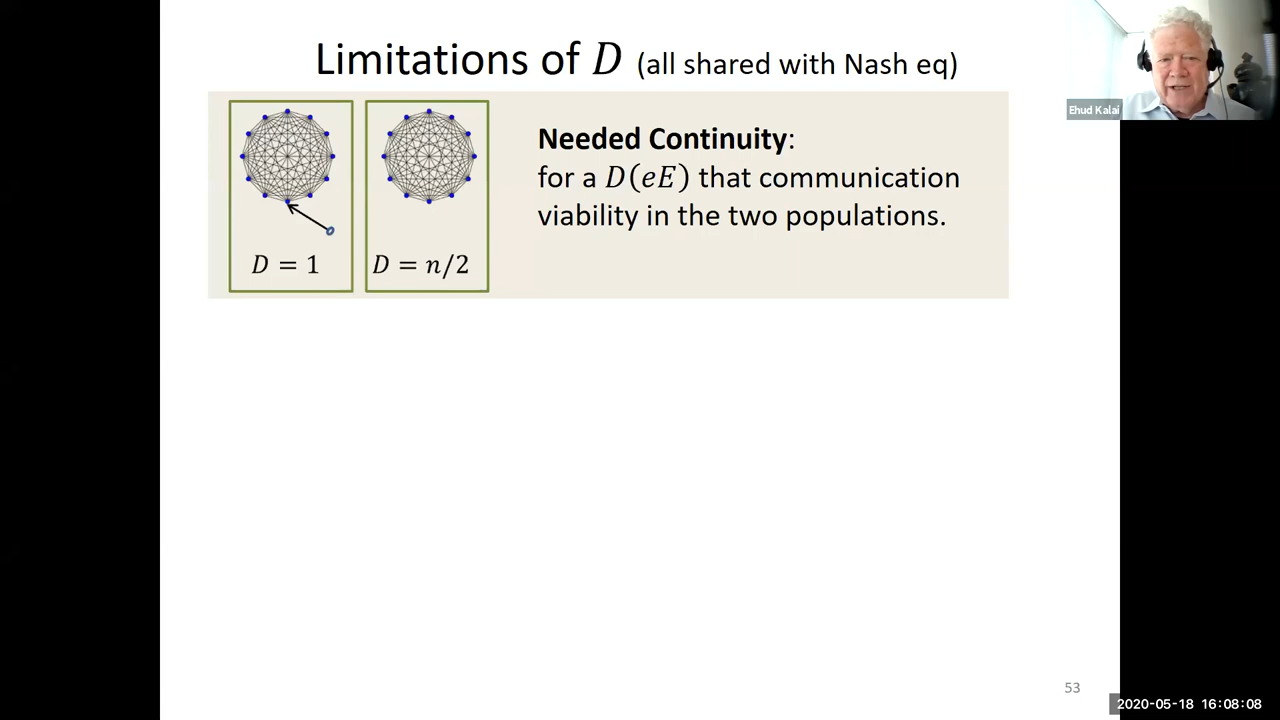 Limitations of D (all shared with Nash eq)
Ehud Kalai
Needed Continuity:
for a D(eE) that communication
viability in the two populations.
D = 1
D = n/2
53
2020-05-18 16:08:08